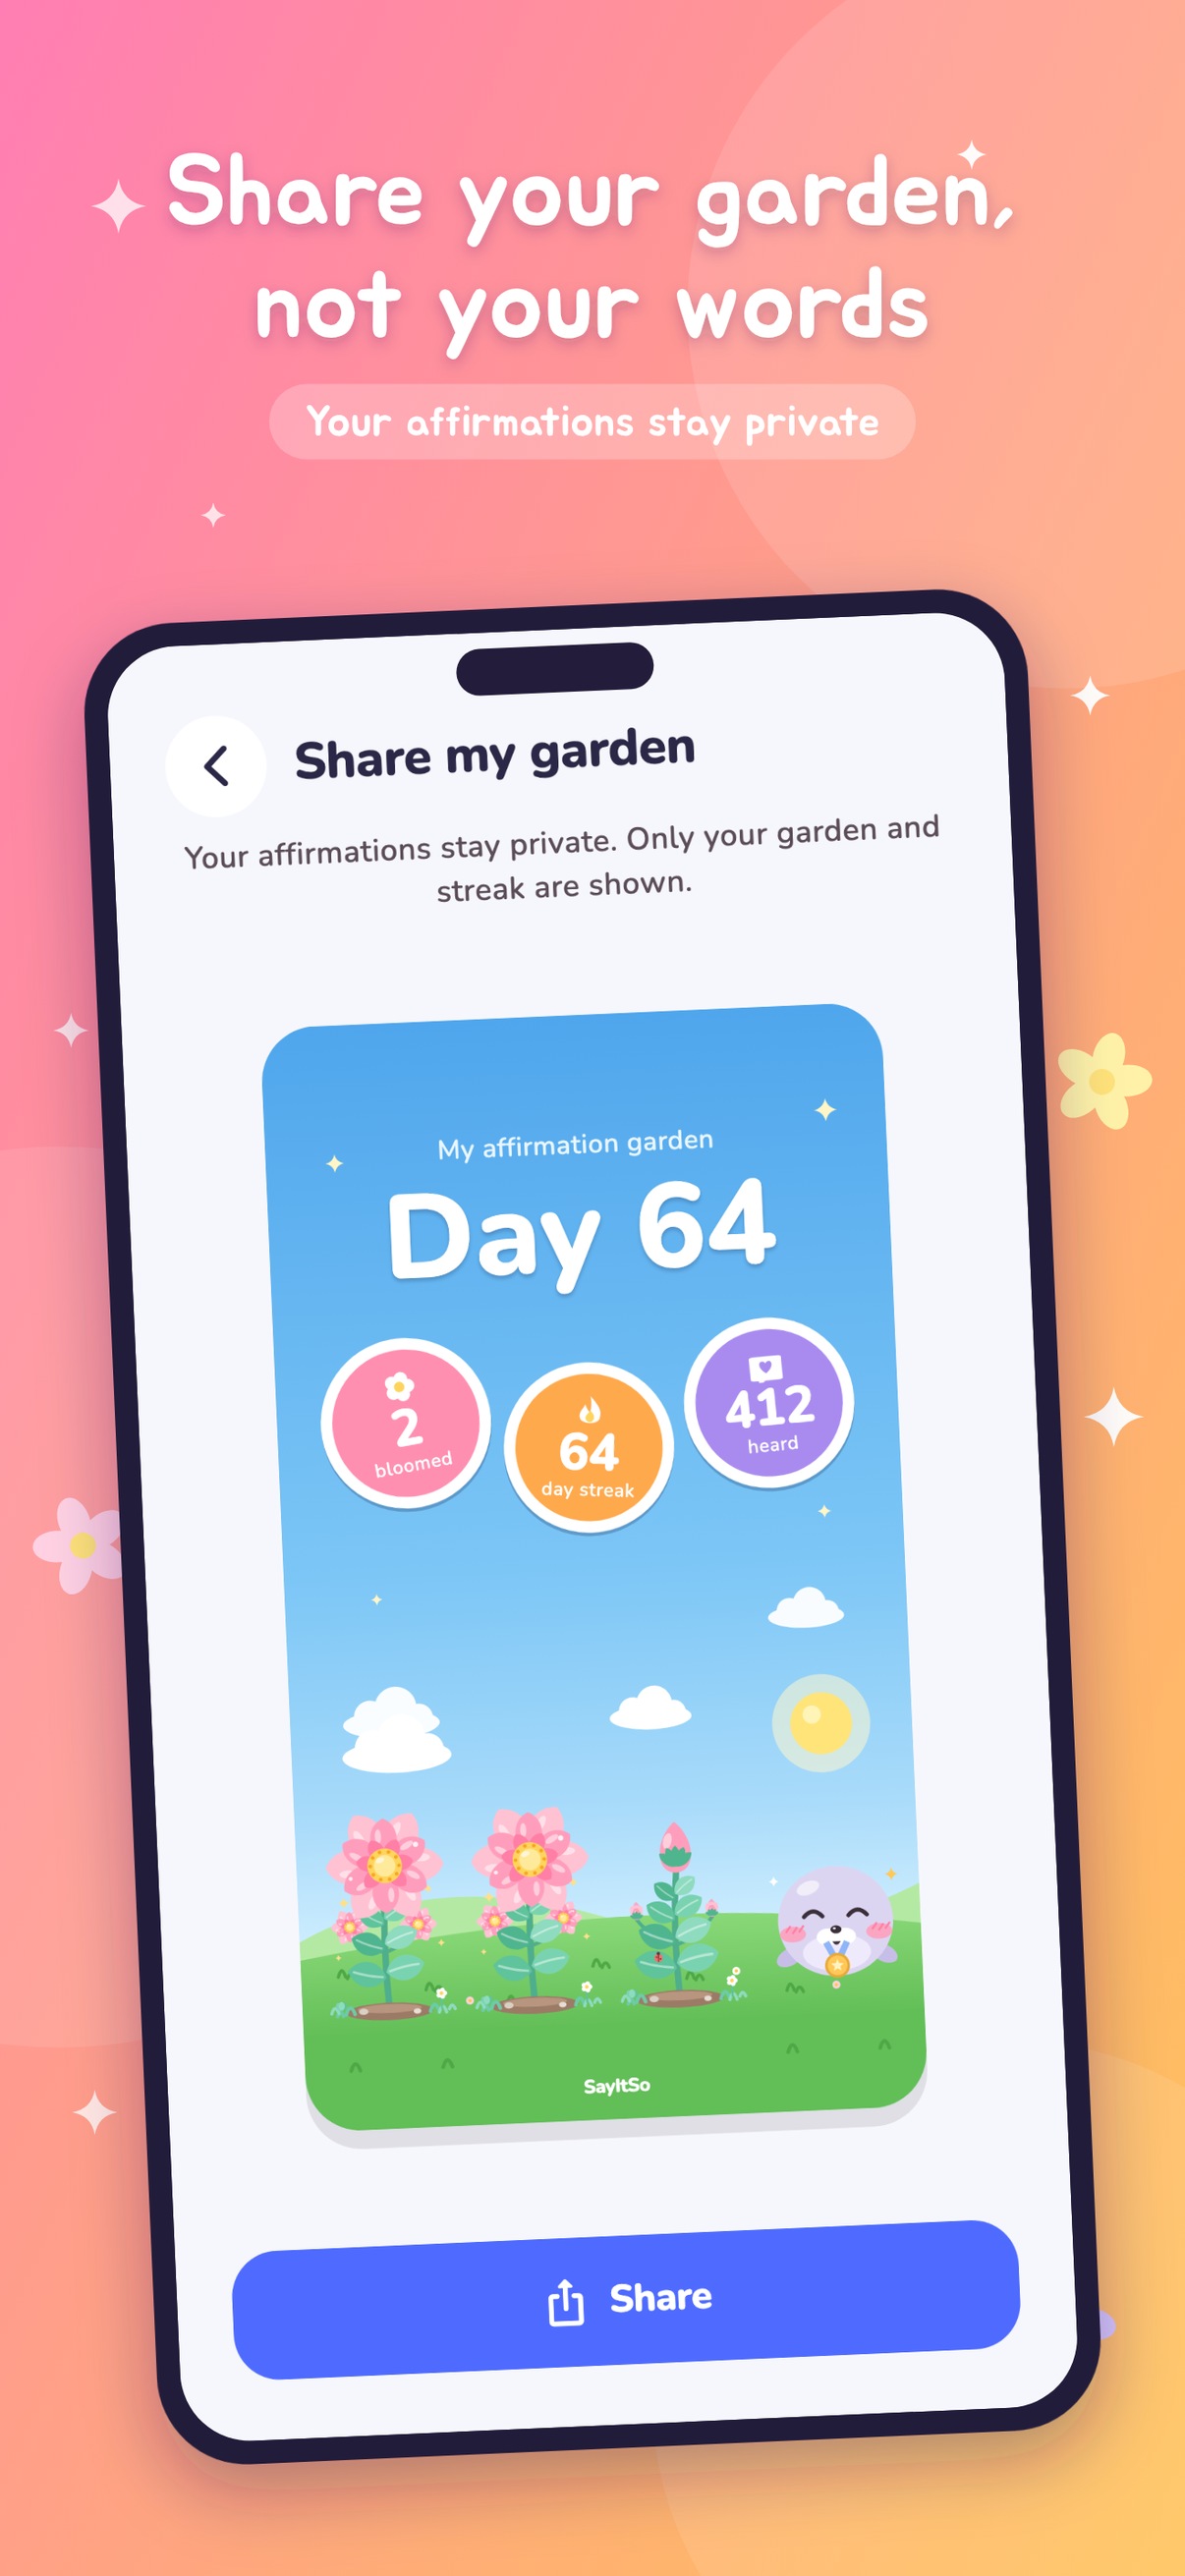 Share your garden,
not your words
Your affirmations stay private
Share my garden
Your affirmations stay private. Only your garden and
streak are shown.
My affirmation garden
Day 64
2
bloomed
64
day streak
412
heard
SayItSo
Share